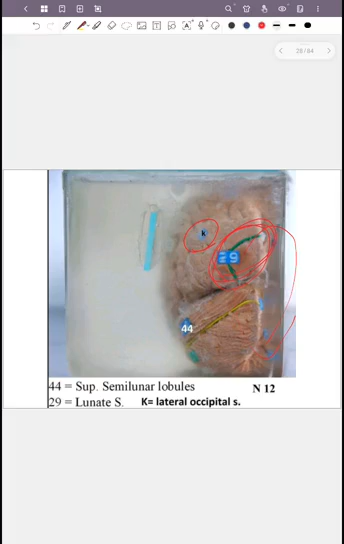 28/84
k
29
44
44 = Sup. Semilunar lobules
N 12
29 = Lunate S. K= lateral occipital s.